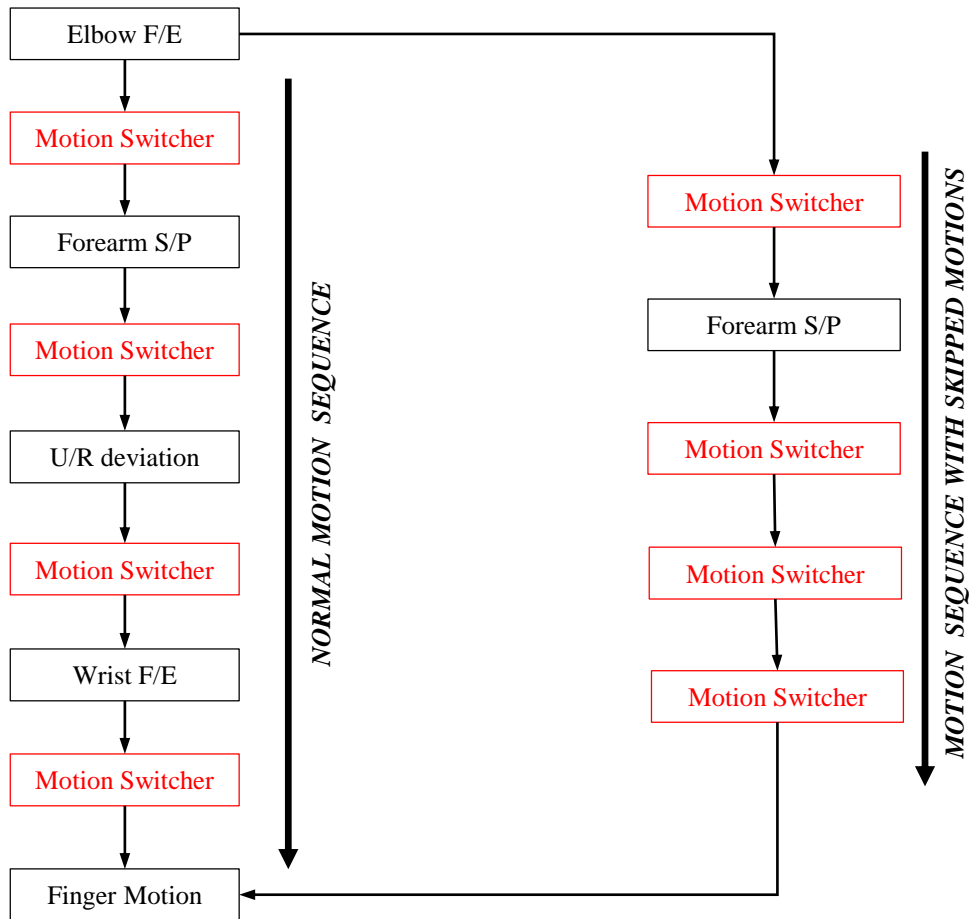 Elbow F/E
Motion Switcher
Forearm S/P
Motion Switcher
U/R deviation
Motion Switcher
Wrist F/E
Motion Switcher
Finger Motion
NORMAL MOTION SEQUENCE
Motion Switcher
Forearm S/P
Motion Switcher
Motion Switcher
Motion Switcher
MOTION SEQUENCE WITH SKIPPED MOTIONS